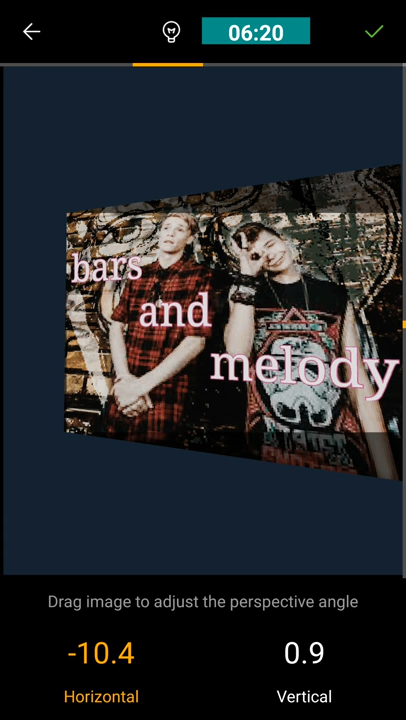 06:20
bars
and
melody
Drag image to adjust the perspective angle
-10.4 0.9
Horizontal Vertical